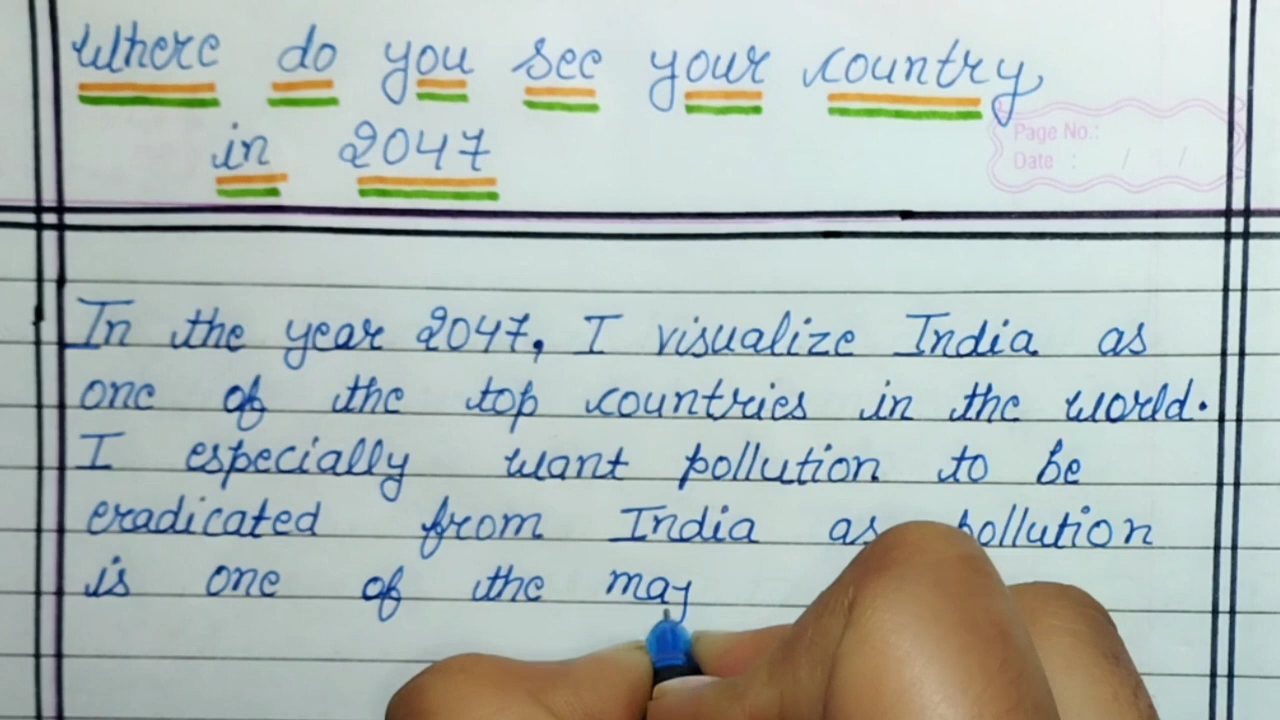 Where do you see your country
in 2047
Page No.:
Date : / /
In the year 2047, I visualize India as
one of the top countries in the world.
I especially want pollution to be
eradicated from India as pollution
is one of the maj